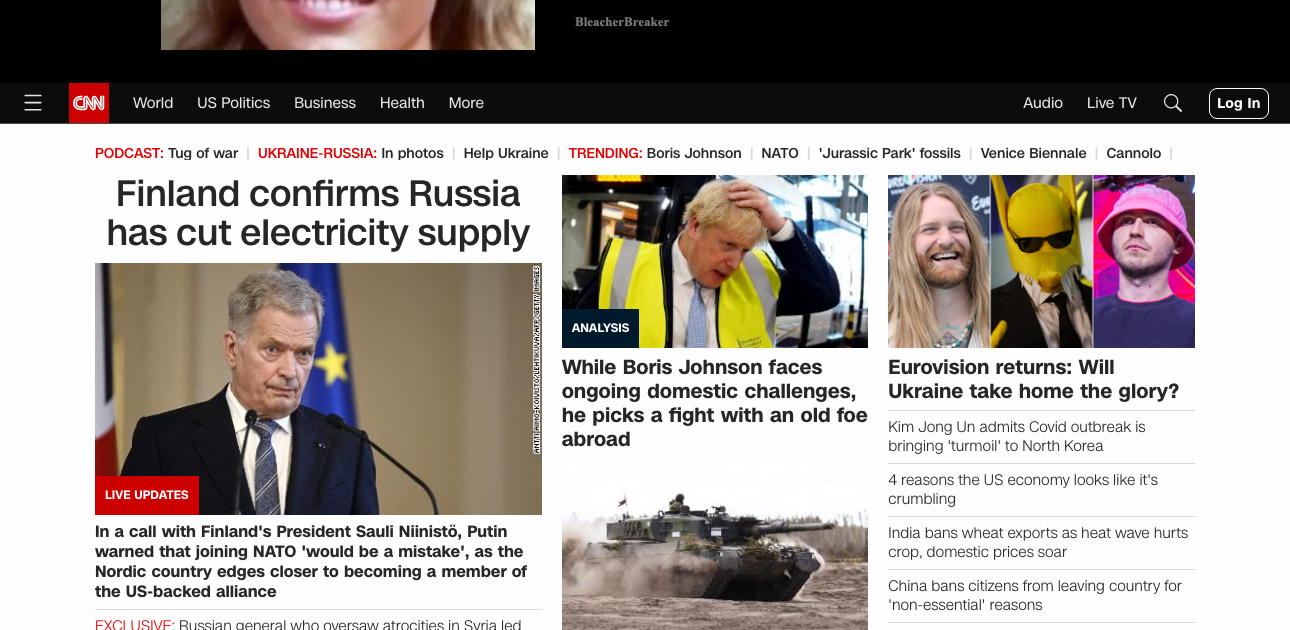 BleacherBreaker
CNN
World
US Politics
Business
Health
More
Audio
Live TV
Log In
PODCAST: Tug of war
UKRAINE-RUSSIA: In photos
Help Ukraine
TRENDING: Boris Johnson
NATO
'Jurassic Park' fossils
Venice Biennale
Cannolo
Finland confirms Russia
has cut electricity supply
ANTTI AIMO-KOIVISTO/LEHTIKUVA/AFP/GETTY IMAGES
LIVE UPDATES
In a call with Finland's President Sauli Niinistö, Putin
warned that joining NATO 'would be a mistake', as the
Nordic country edges closer to becoming a member of
the US-backed alliance
EXCLUSIVE: Russian general who oversaw atrocities in Syria led
ANALYSIS
While Boris Johnson faces
ongoing domestic challenges,
he picks a fight with an old foe
abroad
Eurovision returns: Will
Ukraine take home the glory?
Kim Jong Un admits Covid outbreak is
bringing 'turmoil' to North Korea
4 reasons the US economy looks like it's
crumbling
India bans wheat exports as heat wave hurts
crop, domestic prices soar
China bans citizens from leaving country for
'non-essential' reasons